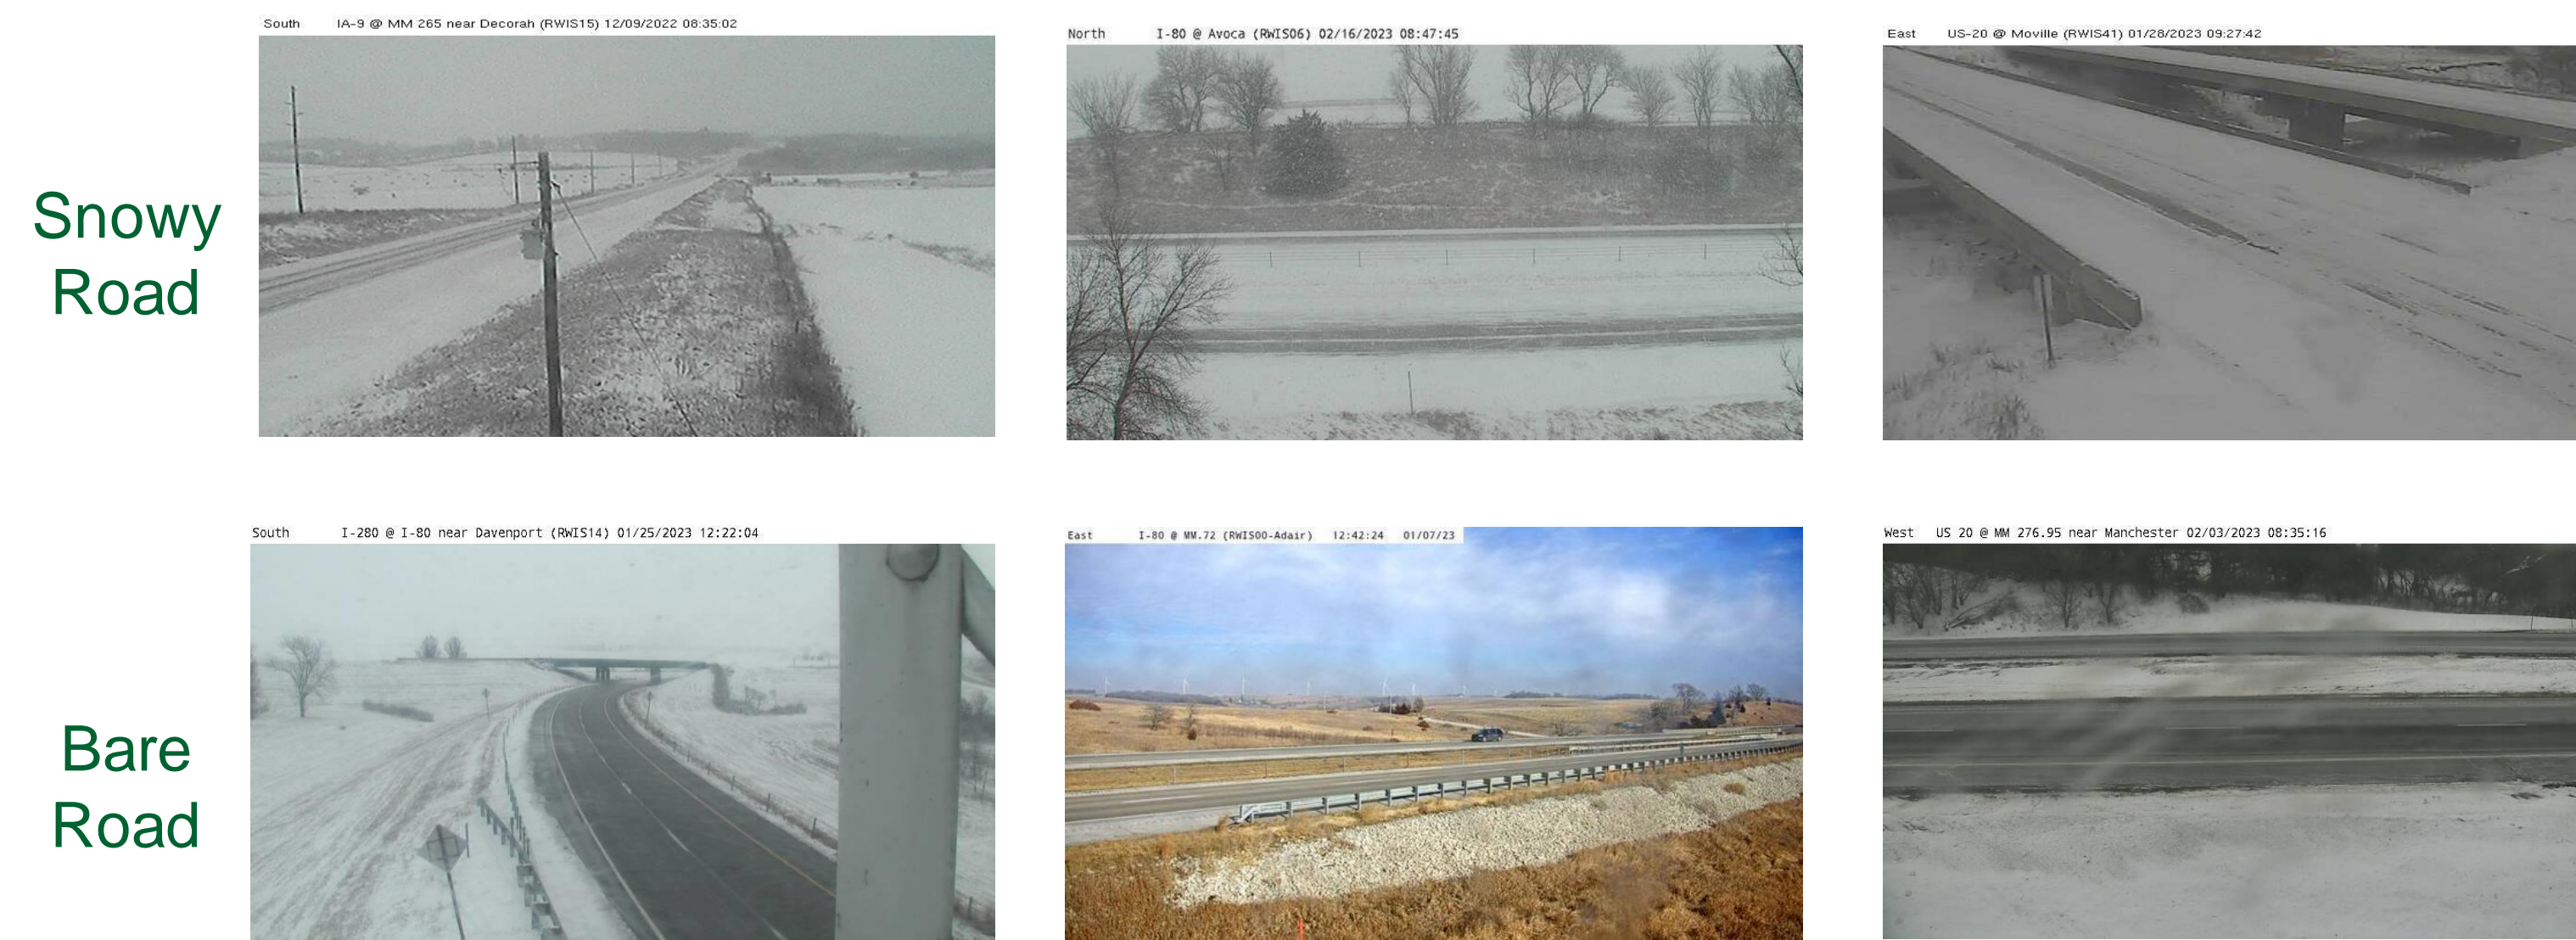 South IA-9 @ MM 265 near Decorah (RWIS15) 12/09/2022 08:35:02
North I-80 @ Avoca (RWIS06) 02/16/2023 08:47:45
East US-20 @ Moville (RWIS41) 01/28/2023 09:27:42
Snowy
Road
South I-280 @ I-80 near Davenport (RWIS14) 01/25/2023 12:22:04
East I-80 @ MM.72 (RWIS00-Adair) 12:42:24 01/07/23
West US 20 @ MM 276.95 near Manchester 02/03/2023 08:35:16
Bare
Road